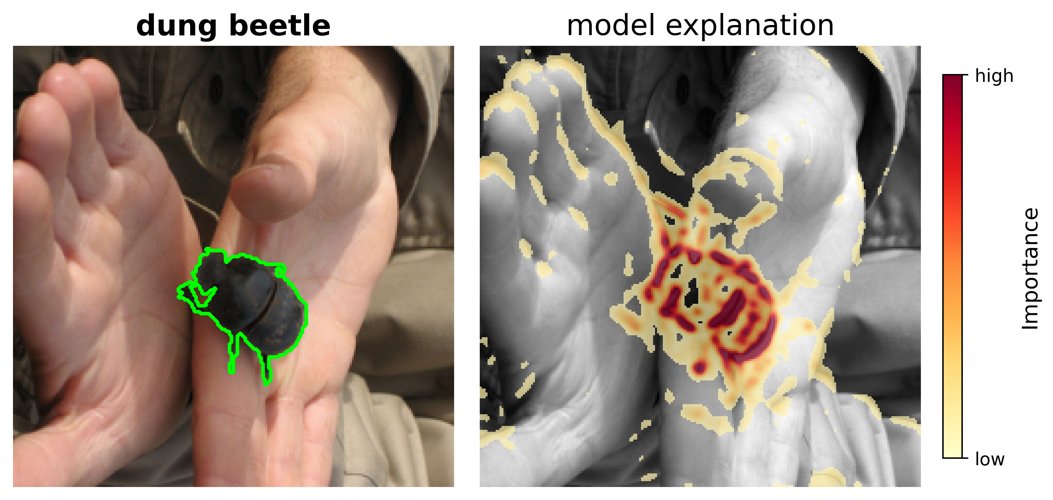 dung beetle
model explanation
high
Importance
low